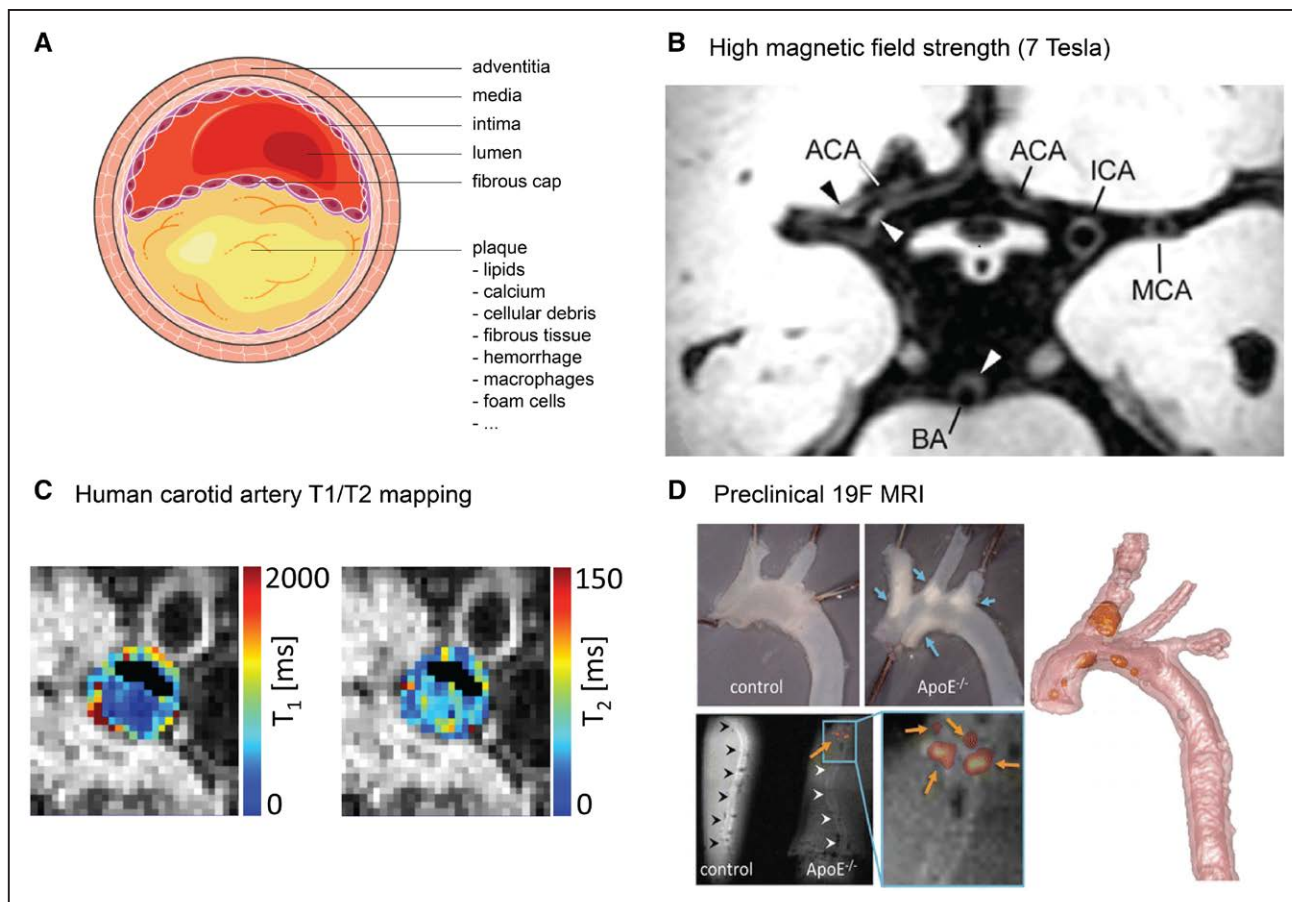 A
adventitia
media
intima
lumen
fibrous cap
plaque
- lipids
- calcium
- cellular debris
- fibrous tissue
- hemorrhage
- macrophages
- foam cells
- ...
B High magnetic field strength (7 Tesla)
ACA
ACA
ICA
MCA
BA
C Human carotid artery T1/T2 mapping
2000
T1 [ms]
0
150
T2 [ms]
0
D Preclinical 19F MRI
control
ApoE-/-
control
ApoE-/-